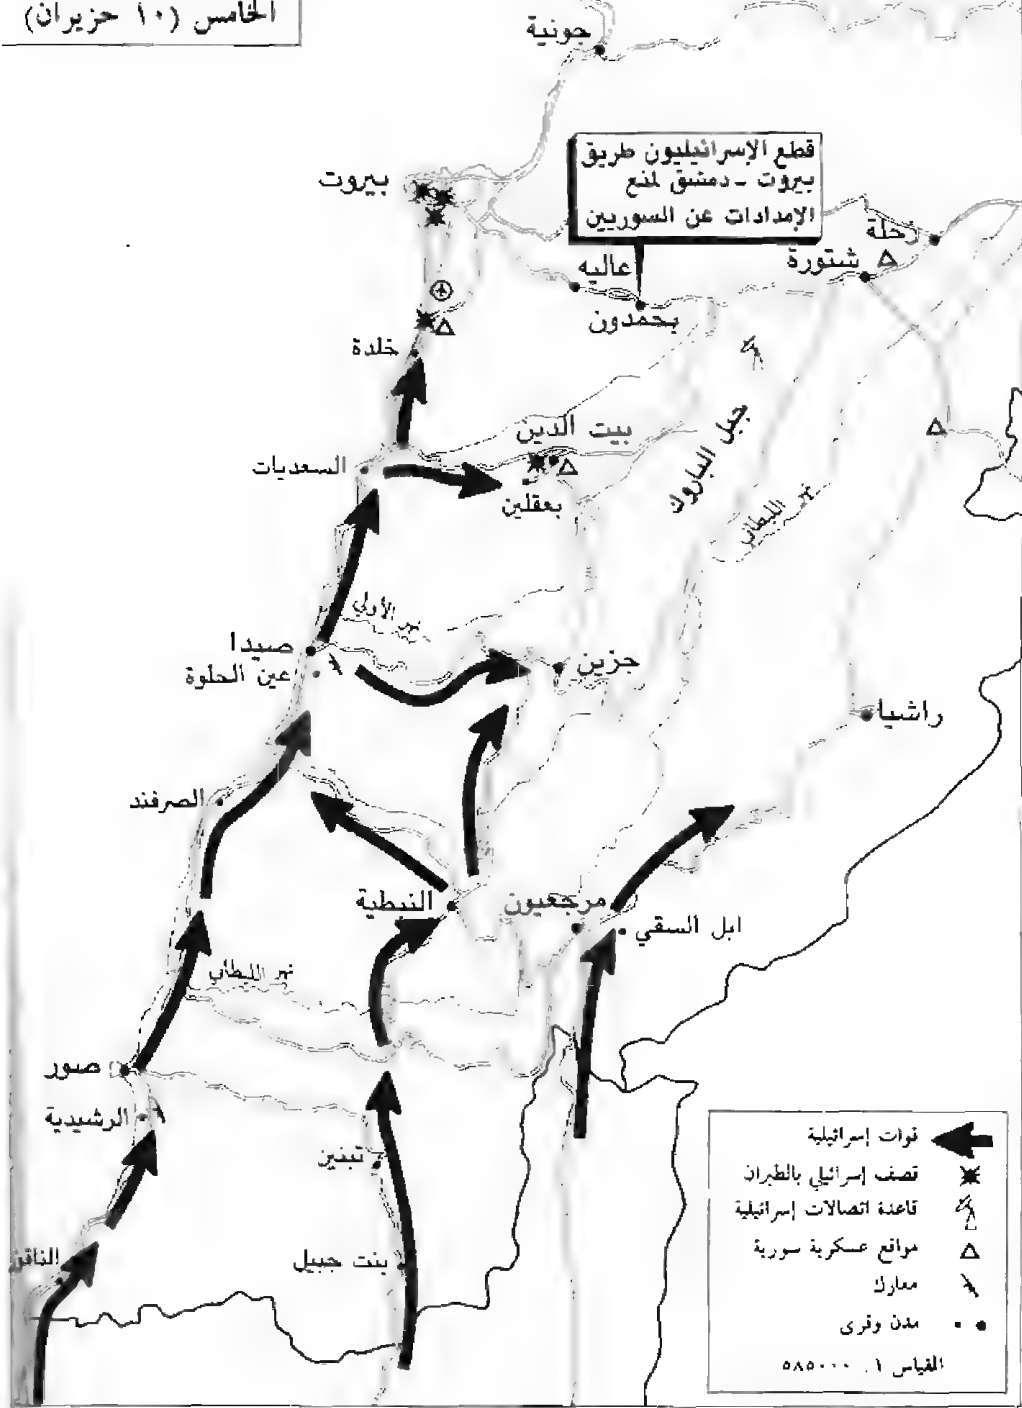 الخامس (١٠ حزيران)
جونية
قطع الإسرائيليون طريق
بيروت ـ دمشق لمنع
الإمدادات عن السوريين
بيروت
زحلة
شتورة
عاليه
بحمدون
خلدة
بيت الدين
جبل الباروك
السعديات
بعقلين
نهر الليطاني
نهر الأولي
صيدا
جزين
عين الحلوة
راشيا
الصرفند
النبطية
مرجعيون
ابل السقي
نهر الليطاني
صور
الرشيدية
تبنين
بنت جبيل
قوات إسرائيلية
قصف إسرائيلي بالطيران
قاعدة اتصالات إسرائيلية
مواقع عسكرية سورية
معارك
مدن وقرى
المقياس ١. ٥٨٥٠٠٠